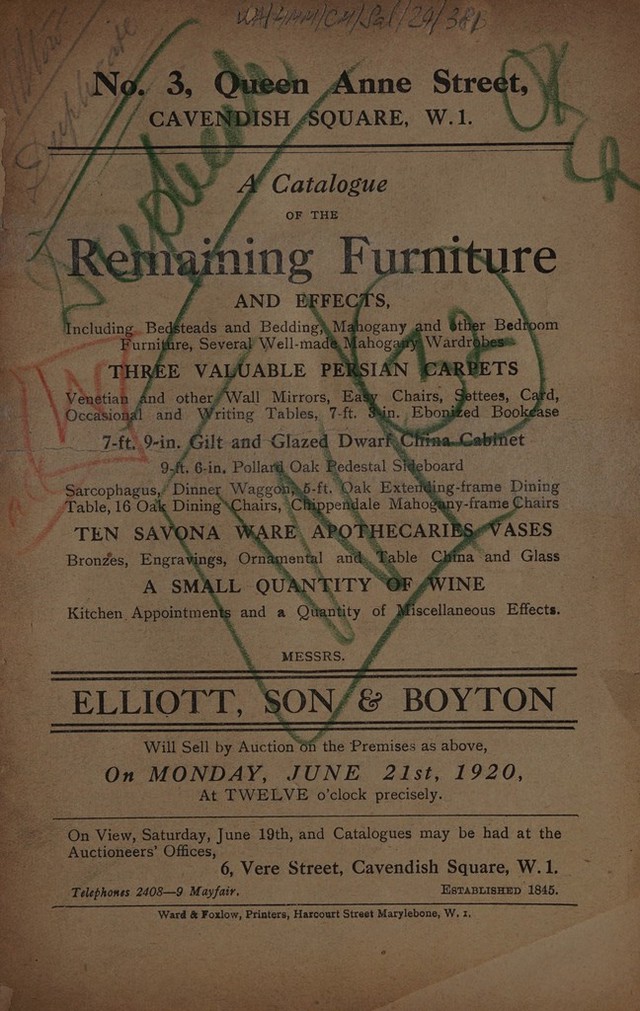 WA/HMM/CM/Sal/29/38B
Duplicate
No. 3, Queen Anne Street,
CAVENDISH SQUARE, W.1.
A Catalogue
OF THE
Remaining Furniture
AND EFFECTS,
Including Bedsteads and Bedding, Mahogany and other Bedroom
Furniture, Several Well-made Mahogany Wardrobes
THREE VALUABLE PERSIAN CARPETS
Venetian and other Wall Mirrors, Easy Chairs, Settees, Card,
Occasional and Writing Tables, 7-ft. 3-in. Ebonized Bookcase
7-ft. 9-in. Gilt and Glazed Dwarf China Cabinet
9-ft. 6-in. Pollard Oak Pedestal Sideboard
Sarcophagus, Dinner Waggon, 5-ft. Oak Extending-frame Dining
Table, 16 Oak Dining Chairs, Chippendale Mahogany-frame Chairs
TEN SAVONA WARE APOTHECARIES VASES
Bronzes, Engravings, Ornamental and Table China and Glass
A SMALL QUANTITY OF WINE
Kitchen Appointments and a Quantity of Miscellaneous Effects.
MESSRS.
ELLIOTT, SON & BOYTON
Will Sell by Auction on the Premises as above,
On MONDAY, JUNE 21st, 1920,
At TWELVE o'clock precisely.
On View, Saturday, June 19th, and Catalogues may be had at the
Auctioneers' Offices,
6, Vere Street, Cavendish Square, W.1.
Telephones 2408—9 Mayfair. ESTABLISHED 1845.
Ward & Foxlow, Printers, Harcourt Street Marylebone, W. 1.